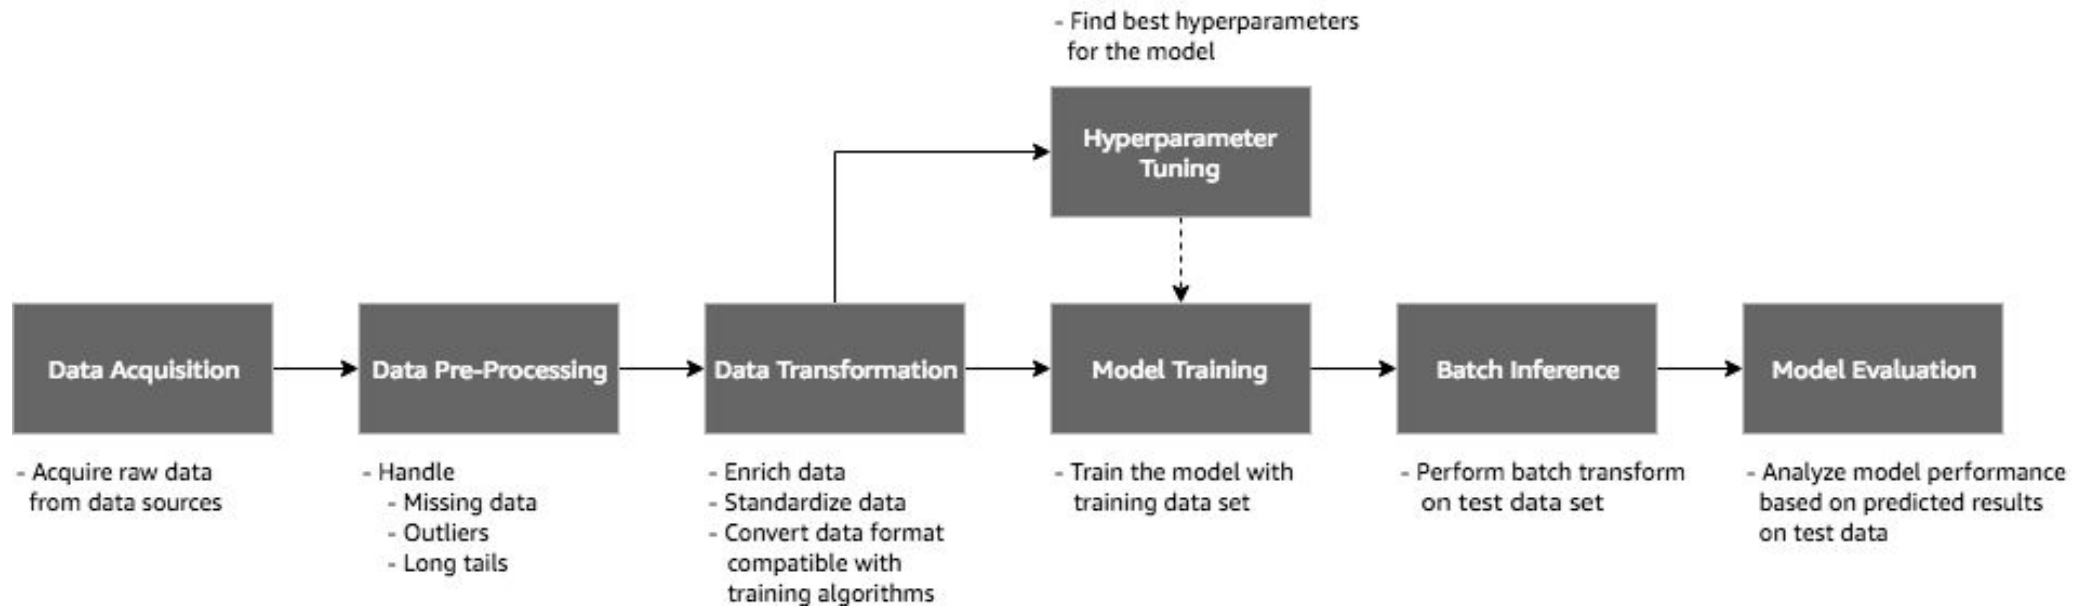 - Find best hyperparameters
for the model
Hyperparameter
Tuning
Data Acquisition
Data Pre-Processing
Data Transformation
Model Training
Batch Inference
Model Evaluation
- Acquire raw data
from data sources
- Handle
- Missing data
- Outliers
- Long tails
- Enrich data
- Standardize data
- Convert data format
compatible with
training algorithms
- Train the model with
training data set
- Perform batch transform
on test data set
- Analyze model performance
based on predicted results
on test data